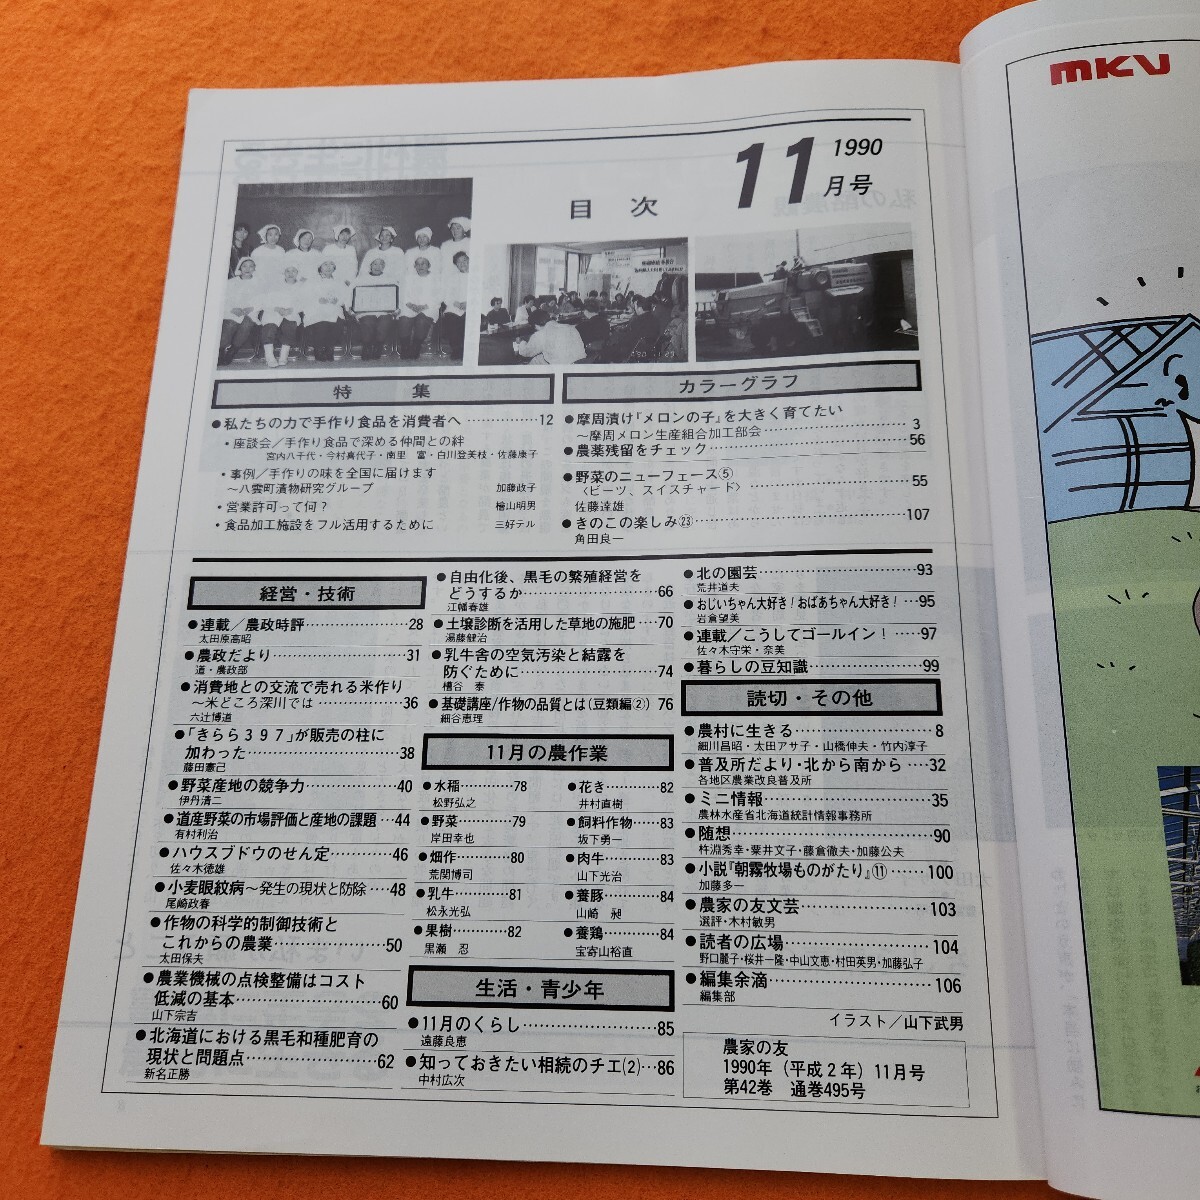 mkv
1990
11
月号
目次
特集
●私たちの力で手作り食品を消費者へ……………12
・座談会／手作り食品で深める仲間との絆
宮内八千代・今村喜代子・南里 富・白川登美枝・佐藤康子
・事例／手作りの味を全国に届けます
～八雲町漬物研究グループ 加藤政子
・営業許可って何？ 檜山明男
・食品加工施設をフル活用するために 三好テル
カラーグラフ
●摩周漬け「メロンの子」を大きく育てたい
～摩周メロン生産組合加工部会……………3
●農薬残留をチェック……………56
●野菜のニューフェース⑤
〈ビーツ、スイスチャード〉……………55
佐藤達雄
●きのこの楽しみ㉓……………107
角田良一
経営・技術
●連載／農政時評……………28
太田原高昭
●農政だより……………31
道・農政部
●消費地との交流で売れる米作り
～米どころ深川では……………36
六辻博道
●「きらら３９７」が販売の柱に
加わった……………38
藤田憲己
●野菜産地の競争力……………40
伊丹清二
●道産野菜の市場評価と産地の課題…44
有村利治
●ハウスブドウのせん定……………46
佐々木徳雄
●小麦眼紋病～発生の現状と防除…48
尾崎政春
●作物の科学的制御技術と
これからの農業……………50
太田保夫
●農業機械の点検整備はコスト
低減の基本……………60
山下宗吉
●北海道における黒毛和種肥育の
現状と問題点……………62
新名正勝
●自由化後、黒毛の繁殖経営を
どうするか……………66
江幡春雄
●土壌診断を活用した草地の施肥…70
湯藤健治
●乳牛舎の空気汚染と結露を
防ぐために……………74
糟谷 泰
●基礎講座/作物の品質とは(豆類編②) 76
細谷恵理
11月の農作業
●水稲……………78
松野弘之
●野菜……………79
岸田幸也
●畑作……………80
荒関博司
●乳牛……………81
松永光弘
●果樹……………82
黒瀬 忍
●花き……………82
井村直樹
●飼料作物……83
坂下勇一
●肉牛……………83
山下光治
●養豚……………84
山崎 昶
●養鶏……………84
宝寄山裕直
生活・青少年
●11月のくらし……………85
遠藤良恵
●知っておきたい相続のチエ(2)…86
中村広次
●北の園芸……………93
荒井道夫
●おじいちゃん大好き！おばあちゃん大好き！…95
岩倉望美
●連載／こうしてゴールイン！……97
佐々木守栄・奈美
●暮らしの豆知識……………99
読切・その他
●農村に生きる……………8
細川昌昭・太田アサ子・山橋伸夫・竹内淳子
●普及所だより・北から南から……32
各地区農業改良普及所
●ミニ情報……………35
農林水産省北海道統計情報事務所
●随想……………90
杵淵秀幸・粟井文子・藤倉徹夫・加藤公夫
●小説『朝霧牧場ものがたり』⑪……100
加藤多一
●農家の友文芸……………103
選評・木村敏男
●読者の広場……………104
野口麗子・桜井一隆・中山文恵・村田英男・加藤弘子
●編集余滴……………106
編集部
イラスト／山下武男
農家の友
1990年（平成２年）11月号
第42巻 通巻495号